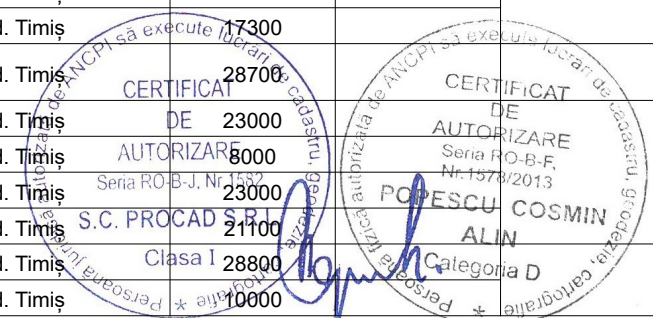 d. Timiș 17300
d. Timiș 28700
d. Timiș 23000
d. Timiș 8000
d. Timiș 23000
d. Timiș 21100
d. Timiș 28800
d. Timiș 10000
Persoană juridică autorizată de ANCPI să execute lucrări de cadastru, geodezie, cartografie *
CERTIFICAT
DE
AUTORIZARE
Seria RO-B-J, Nr.1582
S.C. PROCAD S.R.L
Clasa I
Persoană fizică autorizată de ANCPI să execute lucrări de cadastru, geodezie, cartografie *
CERTIFICAT
DE
AUTORIZARE
Seria RO-B-F,
Nr.1578/2013
POPESCU COSMIN
ALIN
Categoria D